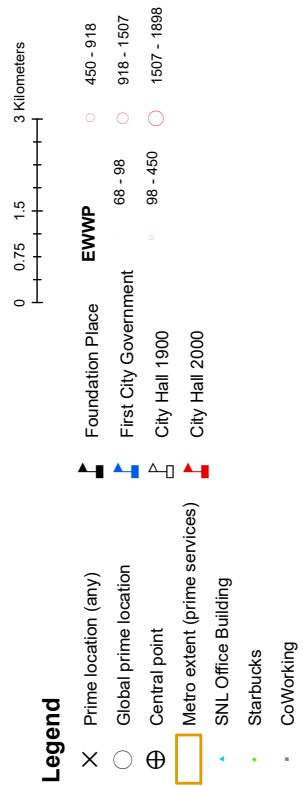 Legend
Prime location (any)
Global prime location
Central point
Metro extent (prime services)
SNL Office Building
Starbucks
CoWorking
Foundation Place
First City Government
City Hall 1900
City Hall 2000
EWWP
68 - 98
98 - 450
450 - 918
918 - 1507
1507 - 1898
0 0.75 1.5 3 Kilometers